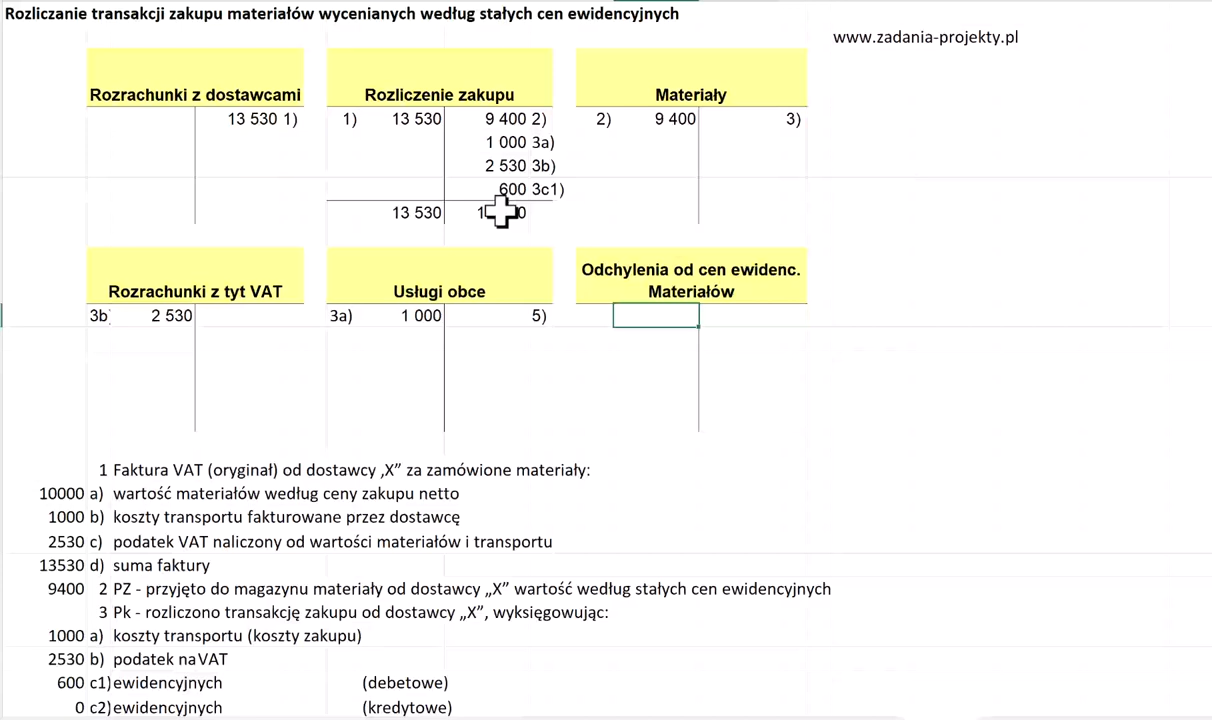 Rozliczanie transakcji zakupu materiałów wycenianych według stałych cen ewidencyjnych
www.zadania-projekty.pl
Rozrachunki z dostawcami
Rozliczenie zakupu
Materiały
13 530 1)
1) 13 530 9 400 2)
2) 9 400 3)
1 000 3a)
2 530 3b)
600 3c1)
13 530
Rozrachunki z tyt VAT
Usługi obce
Odchylenia od cen ewidenc.
Materiałów
3b 2 530
3a) 1 000 5)
1 Faktura VAT (oryginał) od dostawcy ‚X” za zamówione materiały:
10000 a) wartość materiałów według ceny zakupu netto
1000 b) koszty transportu fakturowane przez dostawcę
2530 c) podatek VAT naliczony od wartości materiałów i transportu
13530 d) suma faktury
9400 2 PZ - przyjęto do magazynu materiały od dostawcy „X” wartość według stałych cen ewidencyjnych
3 Pk - rozliczono transakcję zakupu od dostawcy „X”, wyksięgowując:
1000 a) koszty transportu (koszty zakupu)
2530 b) podatek na VAT
600 c1) ewidencyjnych (debetowe)
0 c2) ewidencyjnych (kredytowe)